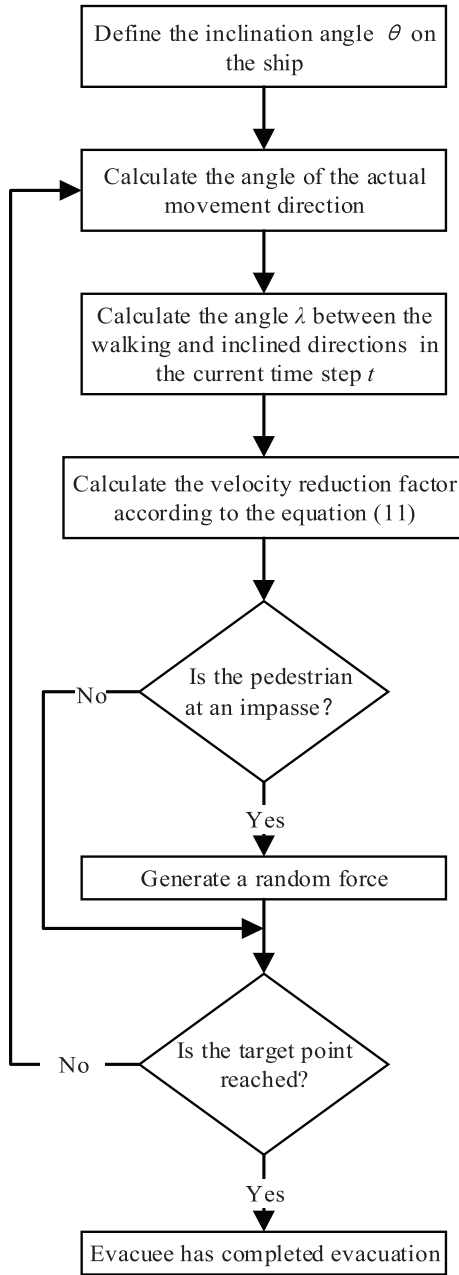 Define the inclination angle θ on
the ship
Calculate the angle of the actual
movement direction
Calculate the angle λ between the
walking and inclined directions in
the current time step t
Calculate the velocity reduction factor
according to the equation (11)
Is the pedestrian
at an impasse?
No
Yes
Generate a random force
Is the target point
reached?
No
Yes
Evacuee has completed evacuation